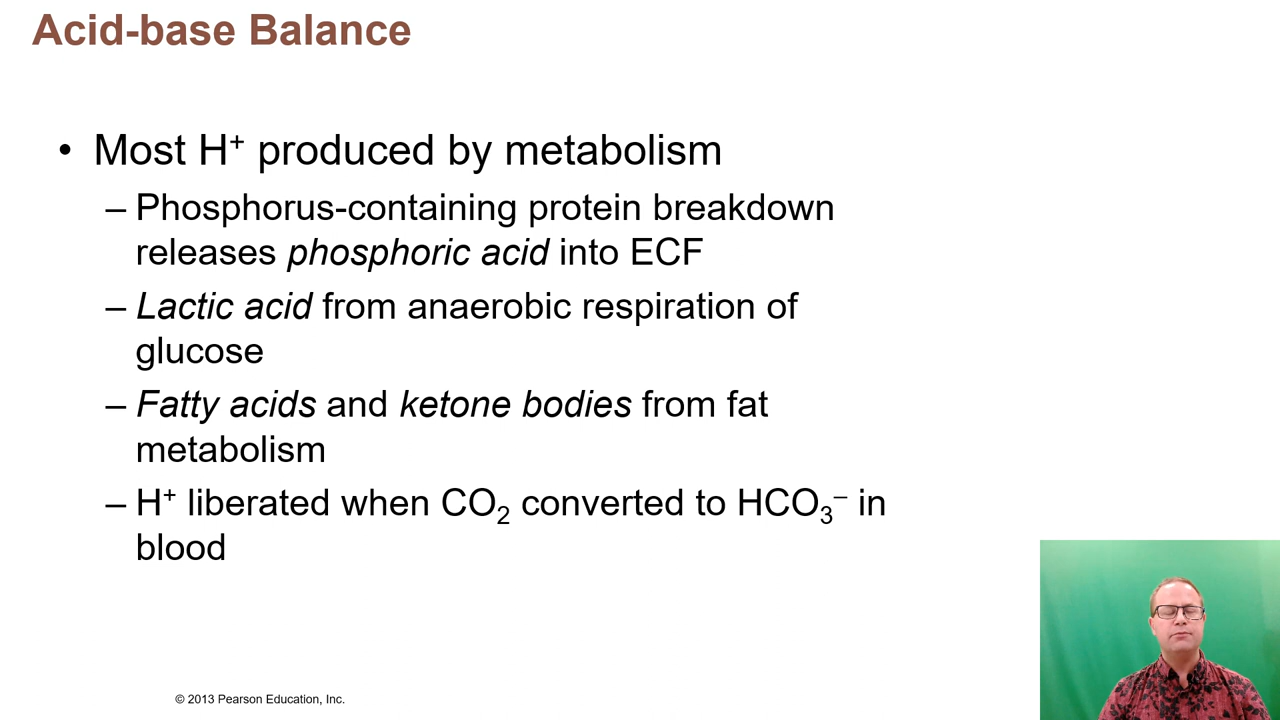 Acid-base Balance
• Most H⁺ produced by metabolism
– Phosphorus-containing protein breakdown
releases phosphoric acid into ECF
– Lactic acid from anaerobic respiration of
glucose
– Fatty acids and ketone bodies from fat
metabolism
– H⁺ liberated when CO₂ converted to HCO₃⁻ in
blood
© 2013 Pearson Education, Inc.